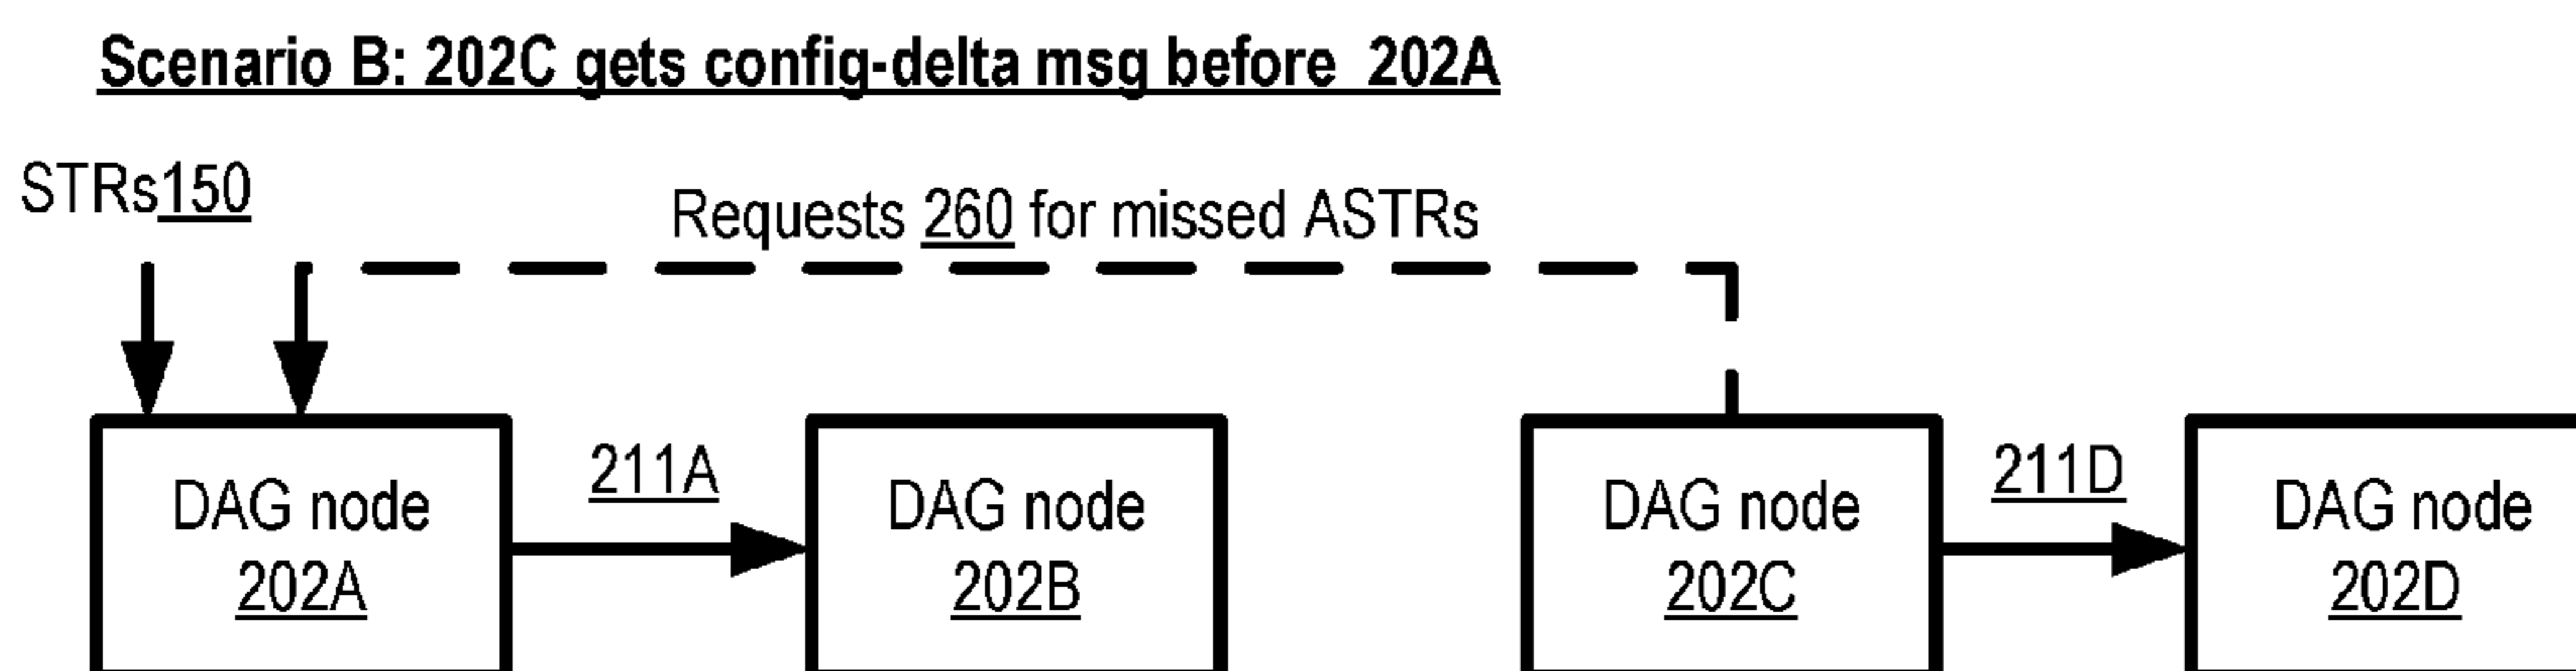 Scenario B: 202C gets config-delta msg before 202A
STRs150
Requests 260 for missed ASTRs
211A
211D
DAG node
202A
DAG node
202B
DAG node
202C
DAG node
202D